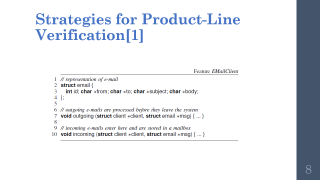 Strategies for Product-Line
Verification[1]
Feature EMailClient
1 // representation of e-mail
2 struct email {
3 int id; char *from; char *to; char *subject; char *body;
4 };
5
6 // outgoing e-mails are processed before they leave the system
7 void outgoing (struct client *client, struct email *msg) { ... }
8
9 // incoming e-mails enter here and are stored in a mailbox
10 void incoming (struct client *client, struct email *msg) { ... }
8